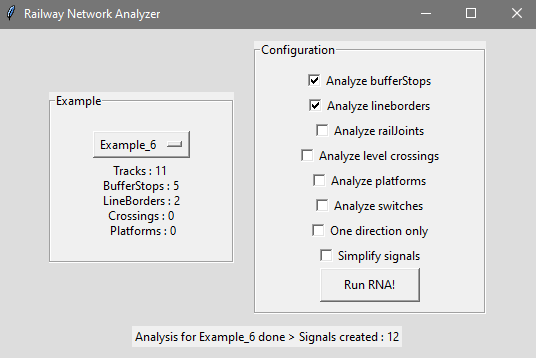 Railway Network Analyzer
Example
Example_6
Tracks : 11
BufferStops : 5
LineBorders : 2
Crossings : 0
Platforms : 0
Configuration
Analyze bufferStops
Analyze lineborders
Analyze railJoints
Analyze level crossings
Analyze platforms
Analyze switches
One direction only
Simplify signals
Run RNA!
Analysis for Example_6 done > Signals created : 12